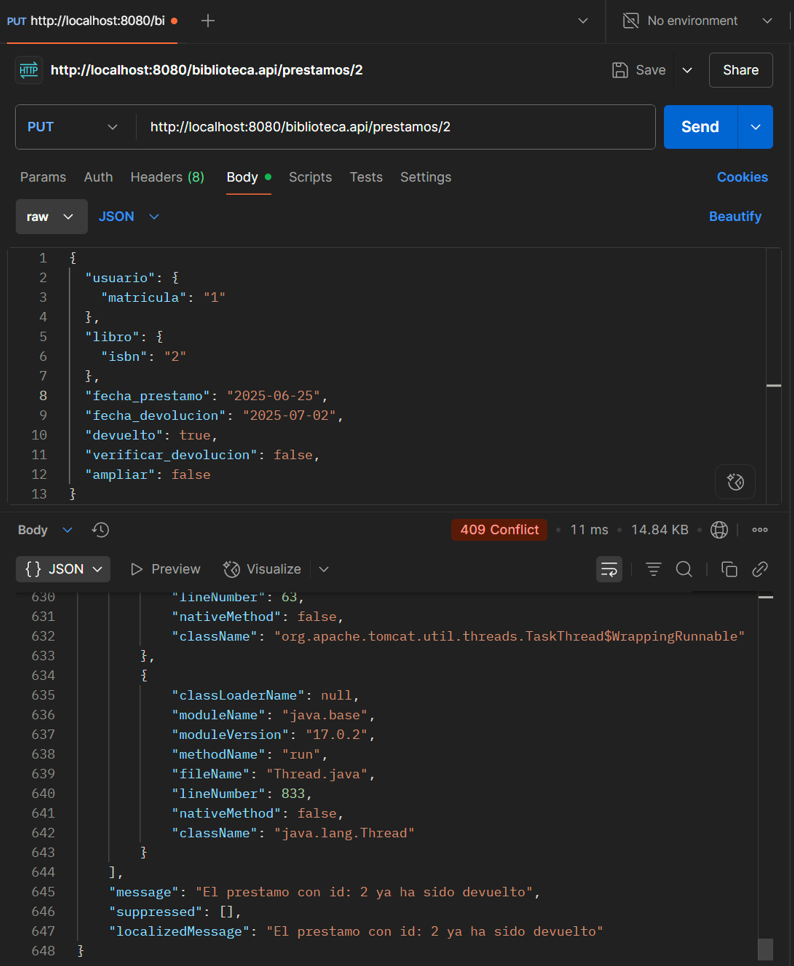 PUT http://localhost:8080/bi
No environment
HTTP http://localhost:8080/biblioteca.api/prestamos/2
Save
Share
PUT
http://localhost:8080/biblioteca.api/prestamos/2
Send
Params Auth Headers (8) Body Scripts Tests Settings
Cookies
raw JSON
Beautify
1 {
2 "usuario": {
3 "matricula": "1"
4 },
5 "libro": {
6 "isbn": "2"
7 },
8 "fecha_prestamo": "2025-06-25",
9 "fecha_devolucion": "2025-07-02",
10 "devuelto": true,
11 "verificar_devolucion": false,
12 "ampliar": false
13 }
Body
409 Conflict • 11 ms • 14.84 KB
{} JSON
Preview
Visualize
630 "lineNumber": 63,
631 "nativeMethod": false,
632 "className": "org.apache.tomcat.util.threads.TaskThread$WrappingRunnable"
633 },
634 {
635 "classLoaderName": null,
636 "moduleName": "java.base",
637 "moduleVersion": "17.0.2",
638 "methodName": "run",
639 "fileName": "Thread.java",
640 "lineNumber": 833,
641 "nativeMethod": false,
642 "className": "java.lang.Thread"
643 }
644 ],
645 "message": "El prestamo con id: 2 ya ha sido devuelto",
646 "suppressed": [],
647 "localizedMessage": "El prestamo con id: 2 ya ha sido devuelto"
648 }